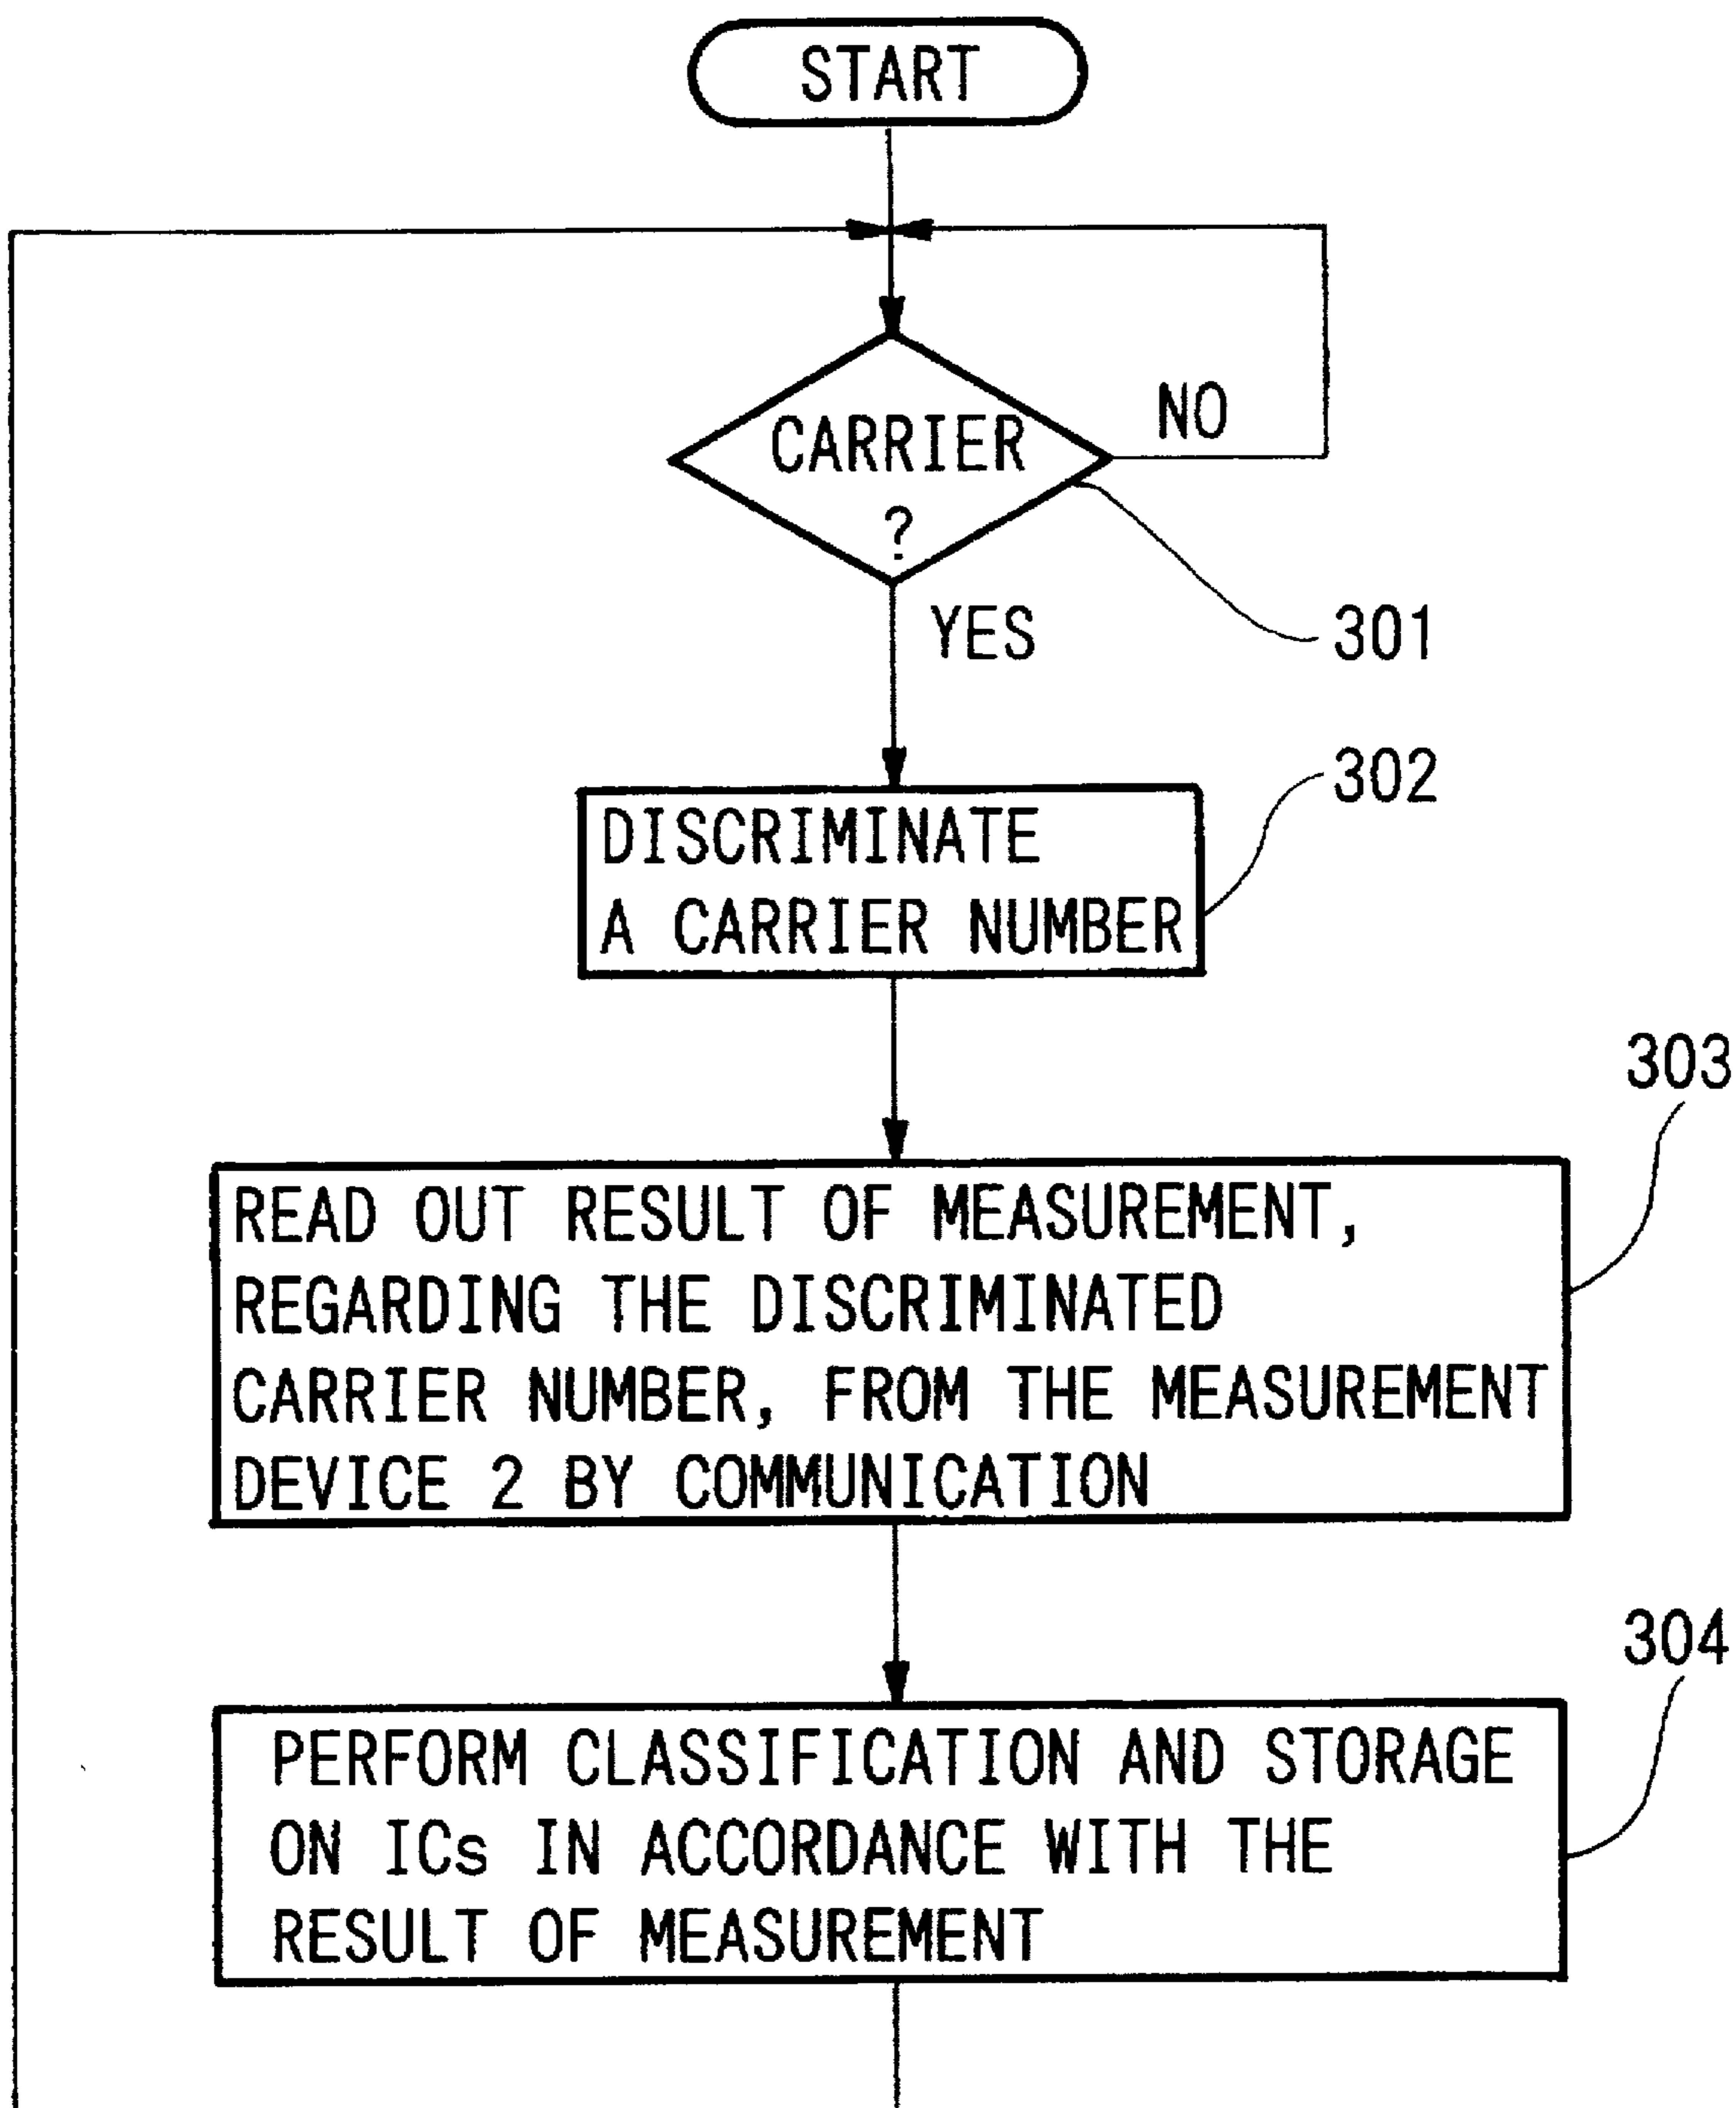 START
CARRIER
?
NO
YES
301
302
DISCRIMINATE
A CARRIER NUMBER
303
READ OUT RESULT OF MEASUREMENT,
REGARDING THE DISCRIMINATED
CARRIER NUMBER, FROM THE MEASUREMENT
DEVICE 2 BY COMMUNICATION
304
PERFORM CLASSIFICATION AND STORAGE
ON ICs IN ACCORDANCE WITH THE
RESULT OF MEASUREMENT